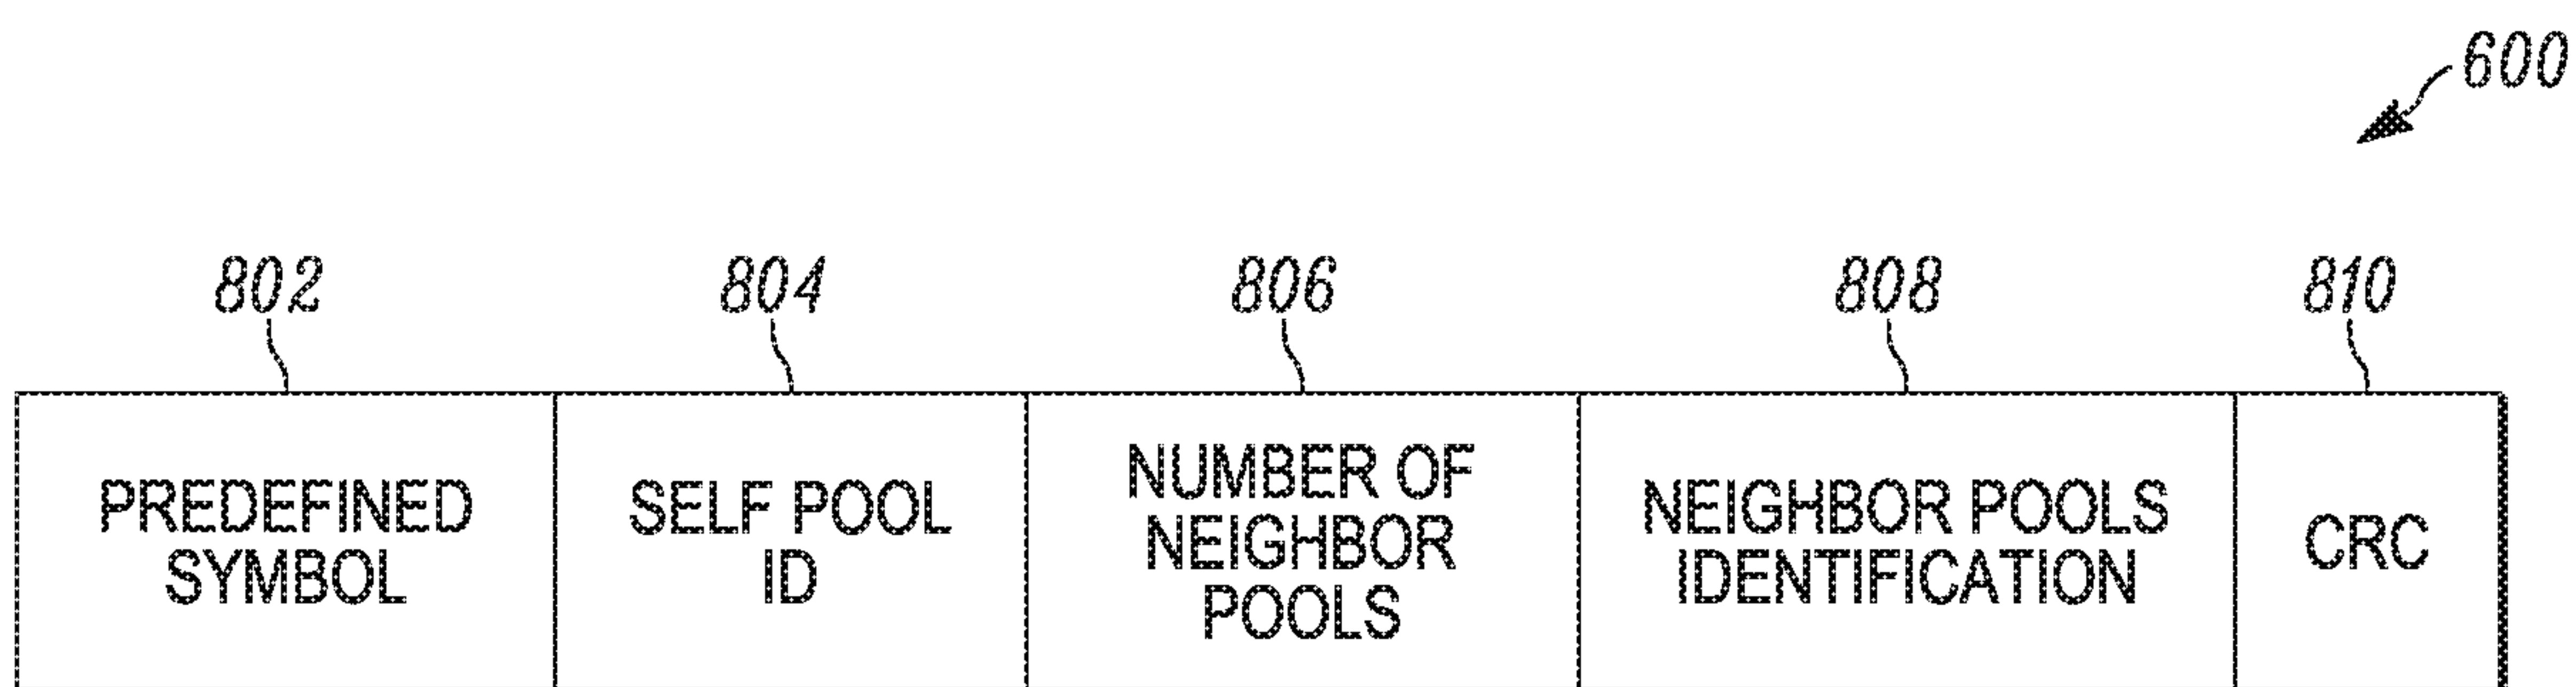 600
802
804
806
808
810
PREDEFINED
SYMBOL
SELF POOL
ID
NUMBER OF
NEIGHBOR
POOLS
NEIGHBOR POOLS
IDENTIFICATION
CRC